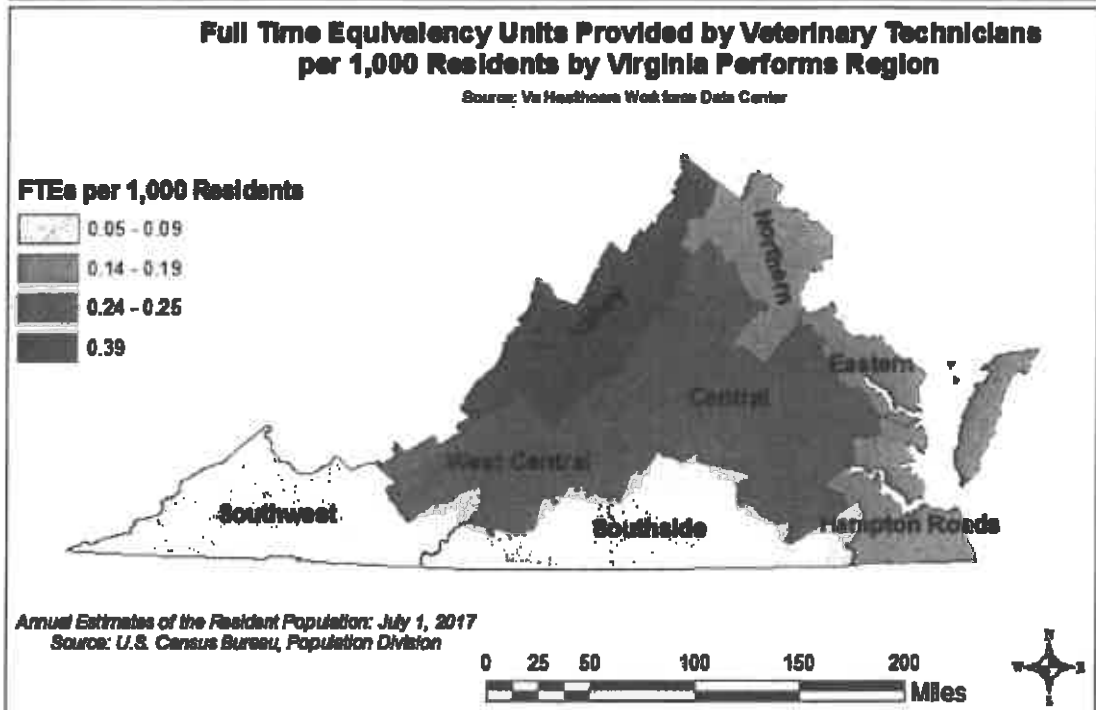 Full Time Equivalency Units Provided by Veterinary Technicians
per 1,000 Residents by Virginia Performs Region
Source: Va Healthcare Work force Data Center
FTEs per 1,000 Residents
0.05 - 0.09
0.14 - 0.19
0.24 - 0.25
0.39
Northern
Eastern
Central
West Central
Southwest
Southside
Hampton Roads
Annual Estimates of the Resident Population: July 1, 2017
Source: U.S. Census Bureau, Population Division
0 25 50 100 150 200
Miles
N
W
E
S